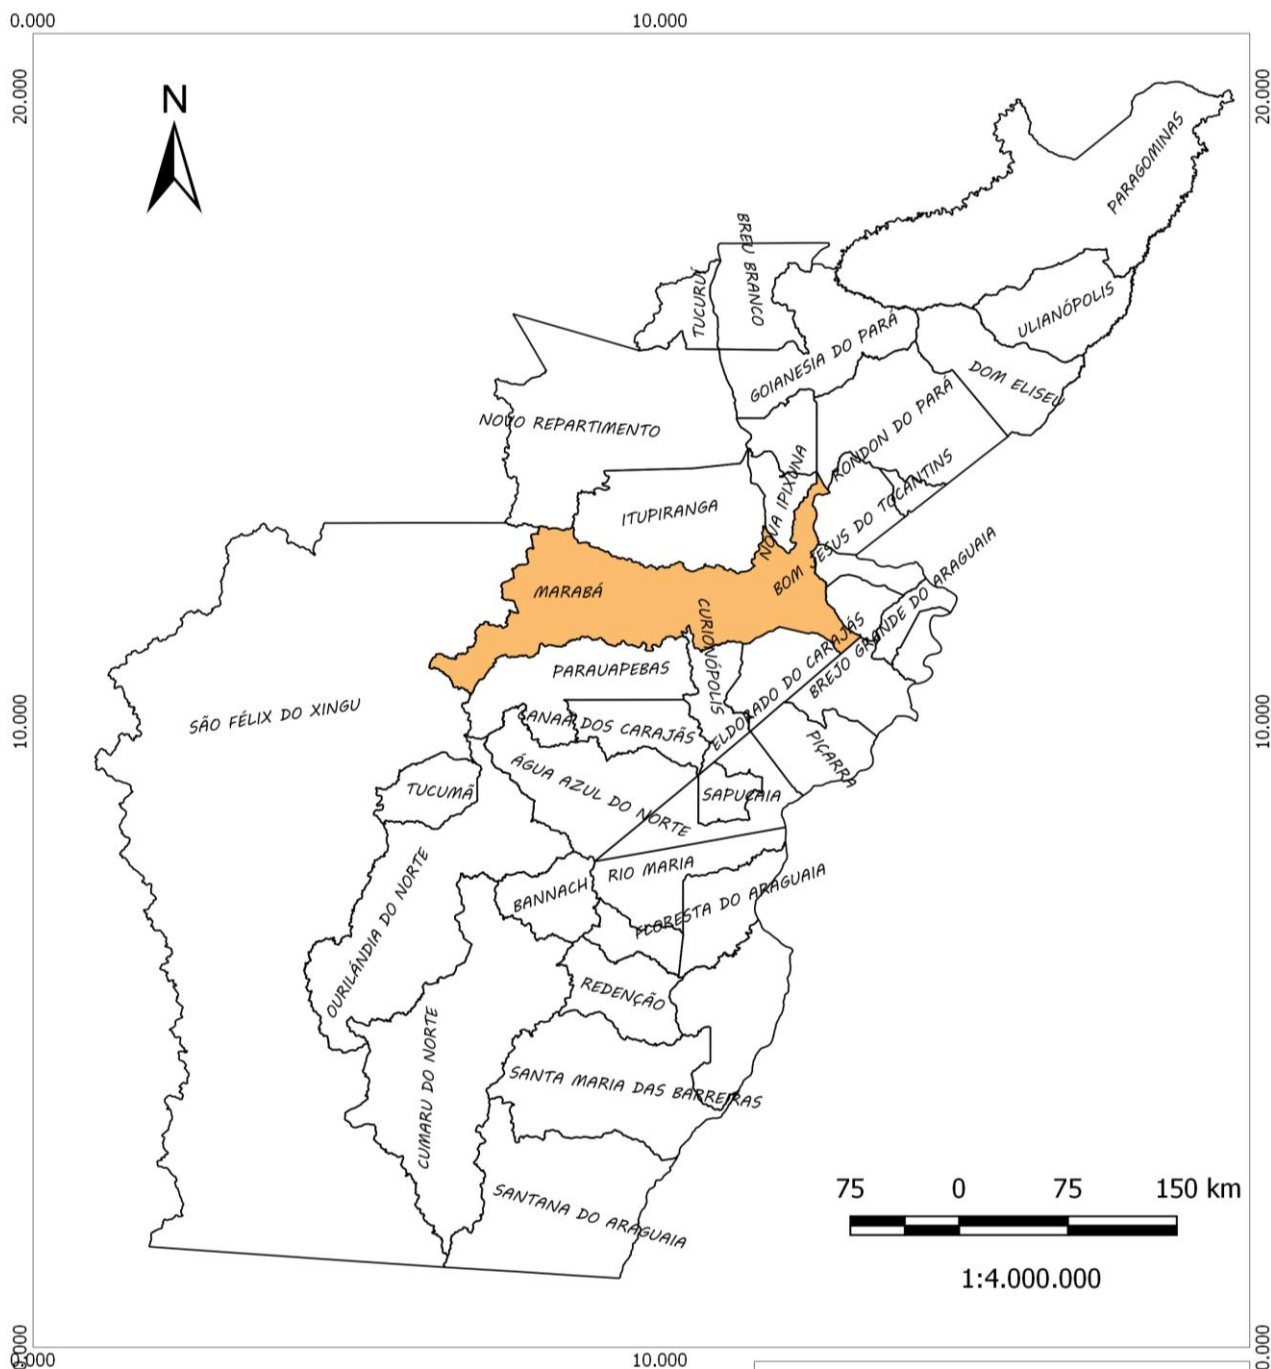 0.000
10.000
20.000
20.000
N
PARAGOMINAS
BREU BRANCO
TUCURUÍ
ULIANÓPOLIS
GOIANESIA DO PARÁ
DOM ELISEU
NOVO REPARTIMENTO
RONDON DO PARÁ
NOVA IPIXUNA
ITUPIRANGA
BOM JESUS DO TOCANTINS
MARABÁ
CURIONÓPOLIS
BREJO GRANDE DO ARAGUAIA
ELDORADO DO CARAJÁS
PARAUAPEBAS
SÃO FÉLIX DO XINGU
CANAÃ DOS CARAJÃS
10.000
10.000
PIÇARRA
ÁGUA AZUL DO NORTE
TUCUMÃ
SAPUCAIA
RIO MARIA
BANNACH
FLORESTA DO ARAGUAIA
OURILÁNDIA DO NORTE
REDENÇÃO
CUMARU DO NORTE
SANTA MARIA DAS BARREIRAS
SANTANA DO ARAGUAIA
75 0 75 150 km
1:4.000.000
0.000
0.000
0.000
10.000